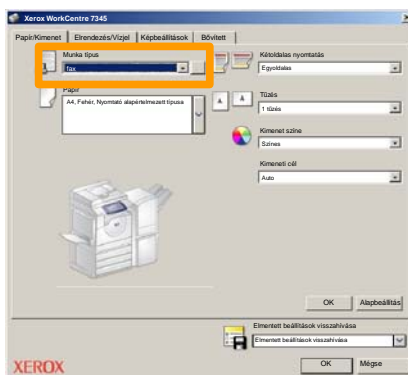 Xerox WorkCentre 7345
Papír/Kimenet Elrendezés/Vízjel Képbeállítások Bővített
Munka típus
fax
Papír
A4, Fehér, Nyomtató alapértelmezett típusa
Kétoldalas nyomtatás
Egyoldalas
Tűzés
1 tűzés
Kimenet színe
Színes
Kimeneti cél
Auto
OK Alapbeállítás
Elmentett beállítások visszahívása
Elmentett beállítások visszahívása
XEROX
OK Mégse